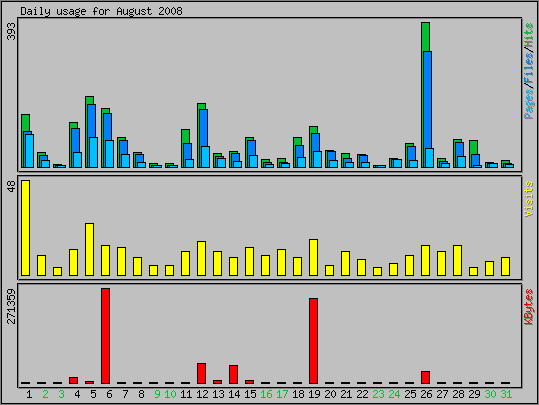 Daily usage for August 2008
393
Pages/Files/Hits
48
Visits
271359
KBytes
1 2 3 4 5 6 7 8 9 10 11 12 13 14 15 16 17 18 19 20 21 22 23 24 25 26 27 28 29 30 31